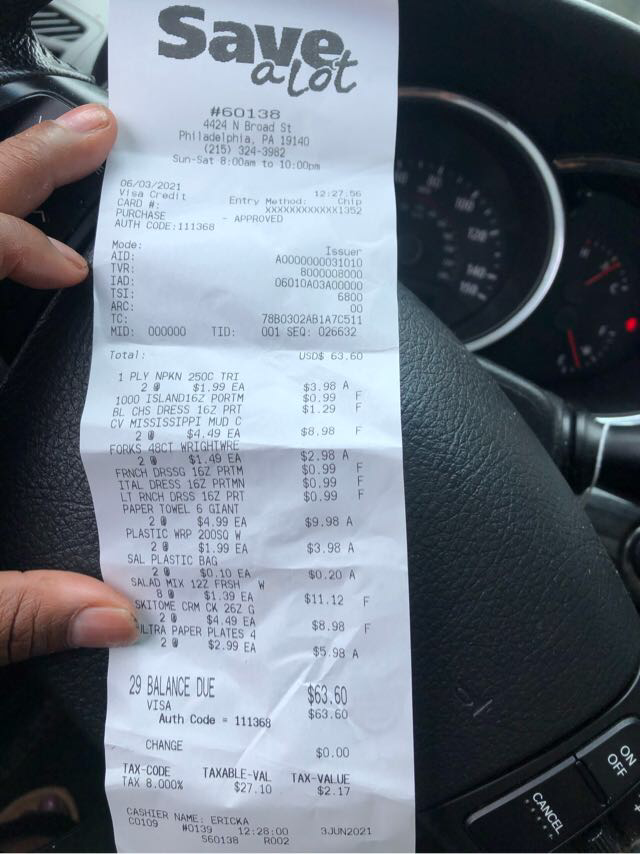 Save
a lot
#60138
4424 N Broad St
Philadelphia, PA 19140
(215) 324-3982
Sun-Sat 8:00am to 10:00pm
06/03/2021 12:27:56
Visa Credit Entry Method: Chip
CARD #: XXXXXXXXXXXX1352
PURCHASE - APPROVED
AUTH CODE:111368
Mode: Issuer
AID: A0000000031010
TVR: 8000008000
IAD: 06010A03A00000
TSI: 6800
ARC: 00
TC: 78B0302AB1A7C511
MID: 000000 TID: 001 SEQ: 026632
Total: USD$ 63.60
1 PLY NPKN 250C TRI
2 @ $1.99 EA $3.98 A
1000 ISLAND16Z PORTM $0.99 F
BL CHS DRESS 16Z PRT $1.29 F
CV MISSISSIPPI MUD C
2 @ $4.49 EA $8.98 F
FORKS 48CT WRIGHTWRE
2 @ $1.49 EA $2.98 A
FRNCH DRSSG 16Z PRTM $0.99 F
ITAL DRESS 16Z PRTMN $0.99 F
LT RNCH DRSS 16Z PRT $0.99 F
PAPER TOWEL 6 GIANT
2 @ $4.99 EA $9.98 A
PLASTIC WRP 200SQ W
2 @ $1.99 EA $3.98 A
SAL PLASTIC BAG
2 @ $0.10 EA $0.20 A
SALAD MIX 12Z FRSH W
8 @ $1.39 EA $11.12 F
SKITOME CRM CK 26Z G
2 @ $4.49 EA $8.98 F
ULTRA PAPER PLATES 4
2 @ $2.99 EA $5.98 A
29 BALANCE DUE $63.60
VISA $63.60
Auth Code = 111368
CHANGE $0.00
TAX-CODE TAXABLE-VAL TAX-VALUE
TAX 8.000% $27.10 $2.17
CASHIER NAME: ERICKA
C0109 #0139 12:28:00 3JUN2021
S60138 R002
100
120
140
160
ON
OFF
CANCEL